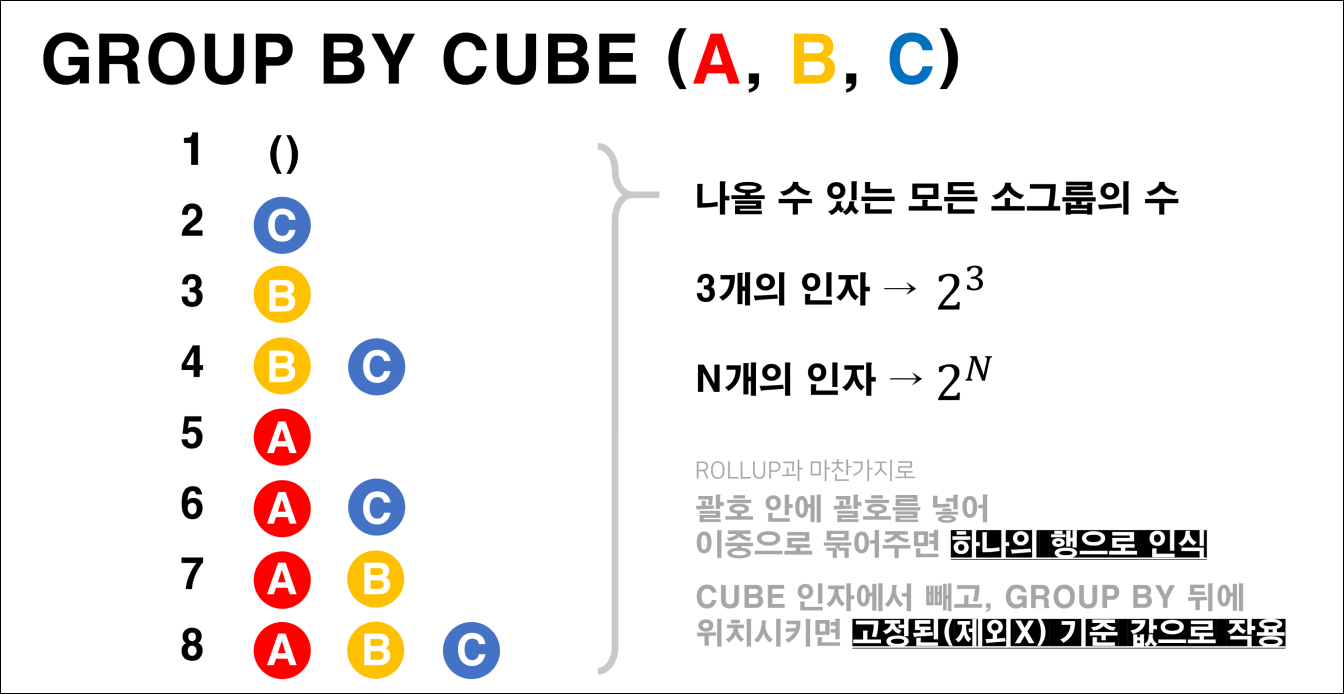 GROUP BY CUBE (A, B, C)
1 ()
2 C
3 B
4 B C
5 A
6 A C
7 A B
8 A B C
나올 수 있는 모든 소그룹의 수
3개의 인자 → 2³
N개의 인자 → 2ᴺ
ROLLUP과 마찬가지로
괄호 안에 괄호를 넣어
이중으로 묶어주면 하나의 행으로 인식
CUBE 인자에서 빼고, GROUP BY 뒤에
위치시키면 고정된(제외X) 기준 값으로 작용